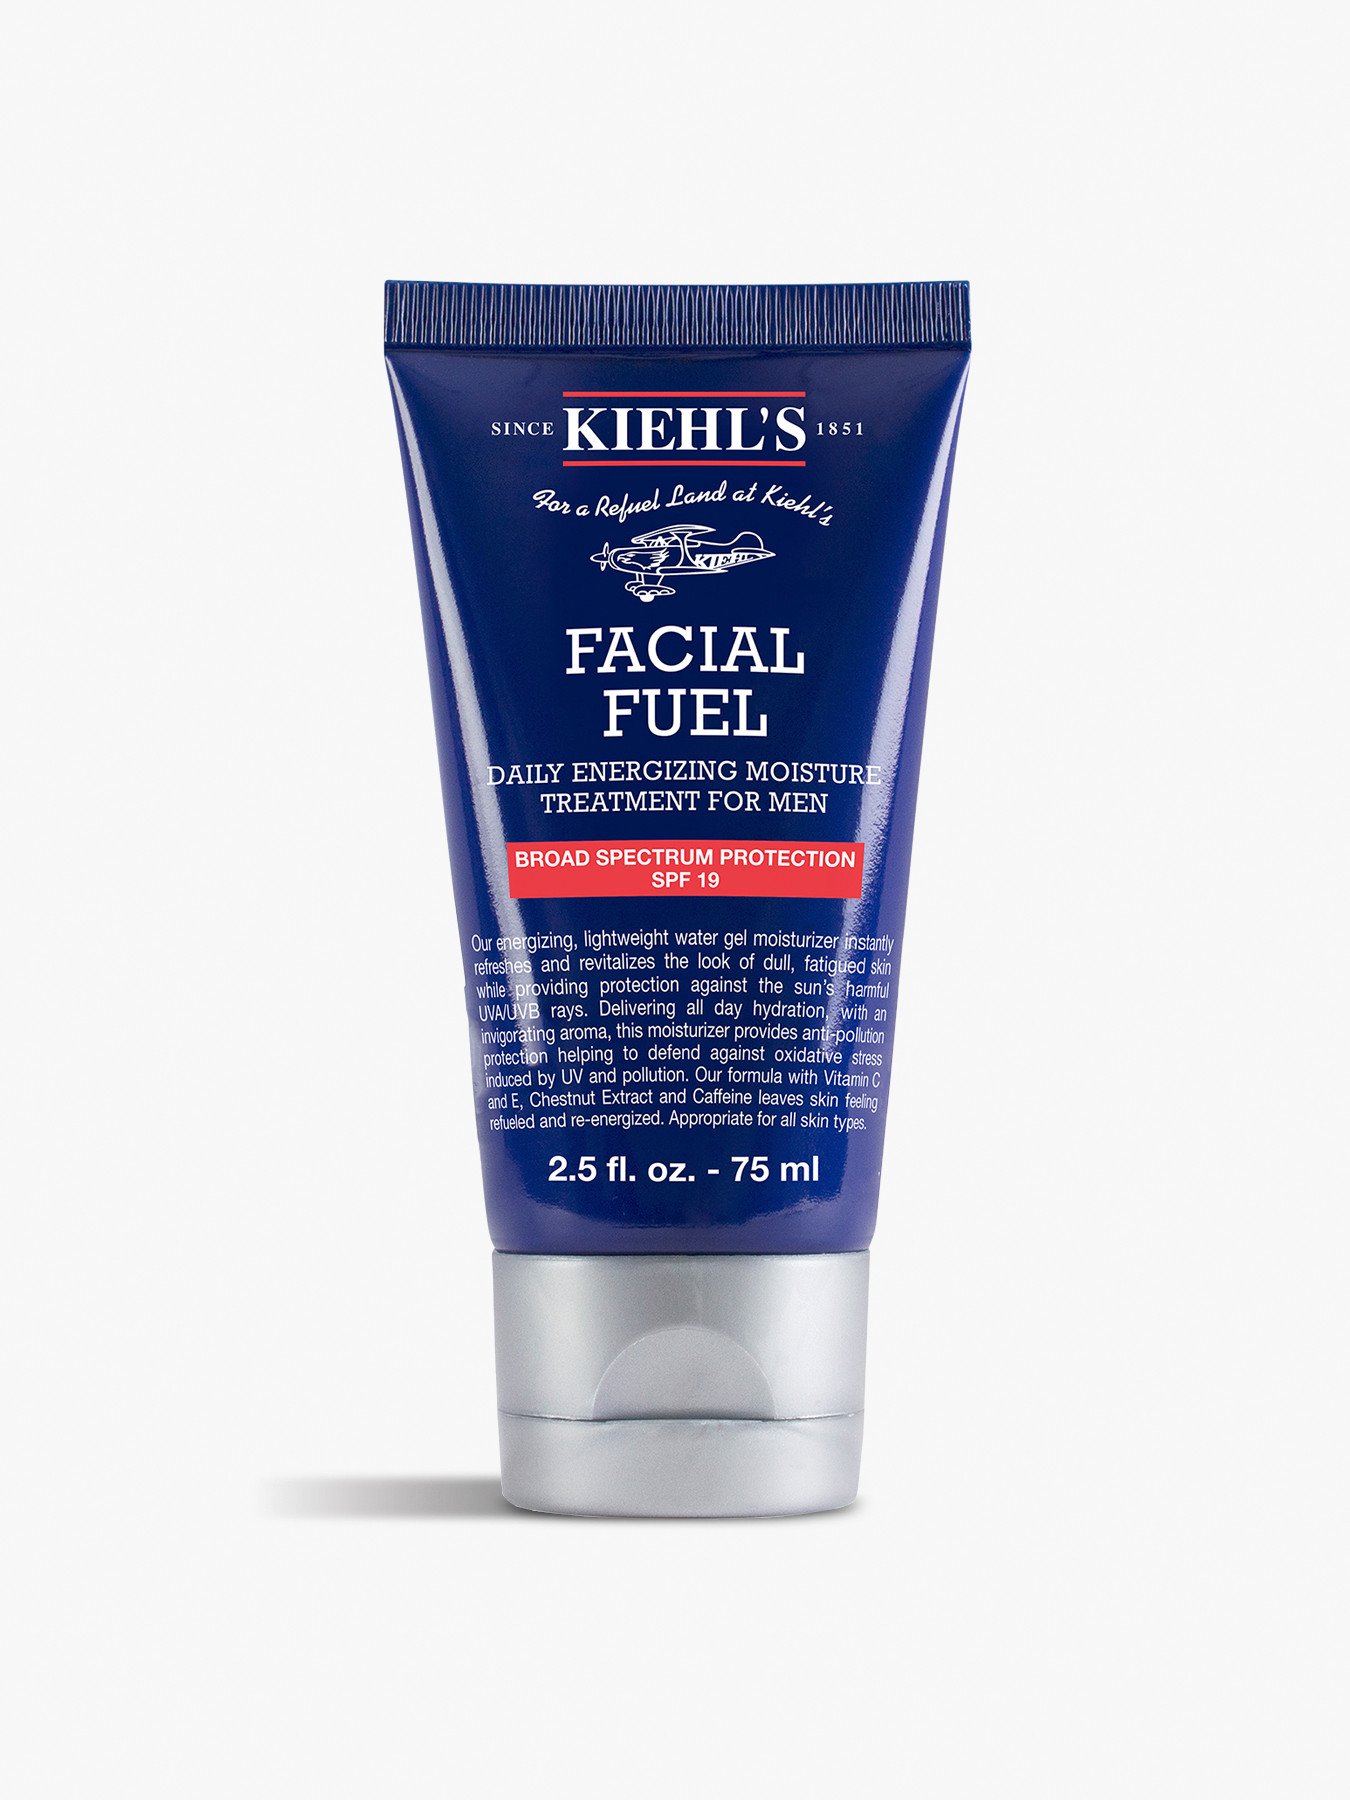 SINCE KIEHL'S 1851
For a Refuel Land at Kiehl's
KIEHL'S
FACIAL
FUEL
DAILY ENERGIZING MOISTURE
TREATMENT FOR MEN
BROAD SPECTRUM PROTECTION
SPF 19
Our energizing, lightweight water gel moisturizer instantly
refreshes and revitalizes the look of dull, fatigued skin
while providing protection against the sun's harmful
UVA/UVB rays. Delivering all day hydration, with an
invigorating aroma, this moisturizer provides anti-pollution
protection helping to defend against oxidative stress
induced by UV and pollution. Our formula with Vitamin C
and E, Chestnut Extract and Caffeine leaves skin feeling
refueled and re-energized. Appropriate for all skin types.
2.5 fl. oz. - 75 ml